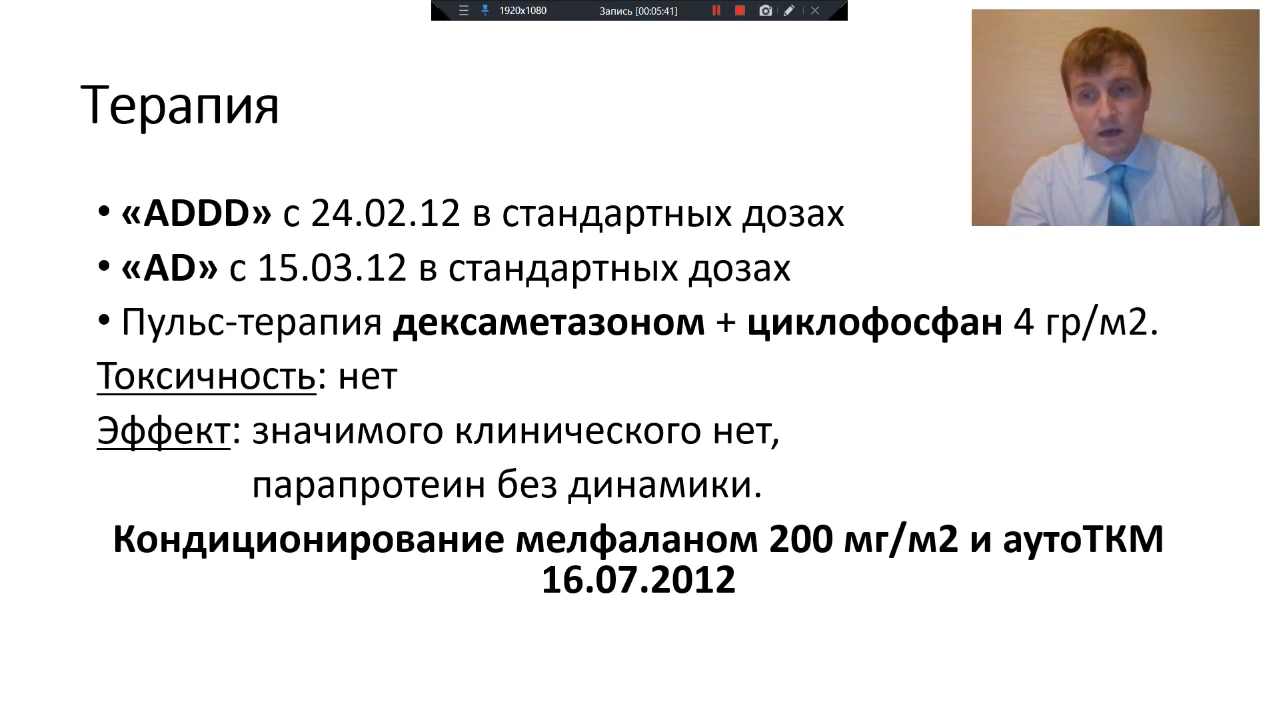 1920x1080 Запись [00:05:41]
Терапия
• «ADDD» с 24.02.12 в стандартных дозах
• «AD» с 15.03.12 в стандартных дозах
• Пульс-терапия дексаметазоном + циклофосфан 4 гр/м2.
Токсичность: нет
Эффект: значимого клинического нет,
парапротеин без динамики.
Кондиционирование мелфаланом 200 мг/м2 и аутоТКМ
16.07.2012